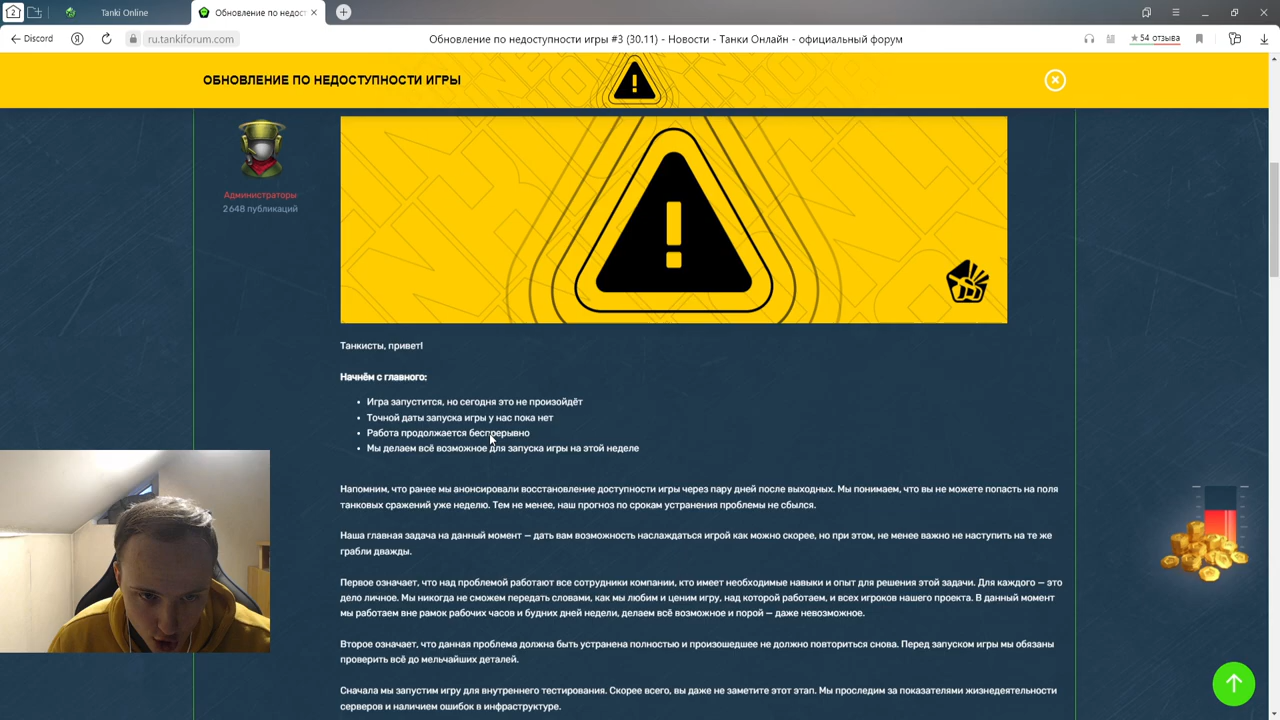 2
Tanki Online
Обновление по недоступ
Discord
ru.tankiforum.com
Обновление по недоступности игры #3 (30.11) - Новости - Танки Онлайн - официальный форум
54 отзыва
ОБНОВЛЕНИЕ ПО НЕДОСТУПНОСТИ ИГРЫ
Администраторы
2 648 публикаций
Танкисты, привет!
Начнём с главного:
• Игра запустится, но сегодня это не произойдёт
• Точной даты запуска игры у нас пока нет
• Работа продолжается беспрерывно
• Мы делаем всё возможное для запуска игры на этой неделе
Напомним, что ранее мы анонсировали восстановление доступности игры через пару дней после выходных. Мы понимаем, что вы не можете попасть на поля
танковых сражений уже неделю. Тем не менее, наш прогноз по срокам устранения проблемы не сбылся.
Наша главная задача на данный момент — дать вам возможность наслаждаться игрой как можно скорее, но при этом, не менее важно не наступить на те же
грабли дважды.
Первое означает, что над проблемой работают все сотрудники компании, кто имеет необходимые навыки и опыт для решения этой задачи. Для каждого — это
дело личное. Мы никогда не сможем передать словами, как мы любим и ценим игру, над которой работаем, и всех игроков нашего проекта. В данный момент
мы работаем вне рамок рабочих часов и будних дней недели, делаем всё возможное и порой — даже невозможное.
Второе означает, что данная проблема должна быть устранена полностью и произошедшее не должно повториться снова. Перед запуском игры мы обязаны
проверить всё до мельчайших деталей.
Сначала мы запустим игру для внутреннего тестирования. Скорее всего, вы даже не заметите этот этап. Мы проследим за показателями жизнедеятельности
серверов и наличием ошибок в инфраструктуре.